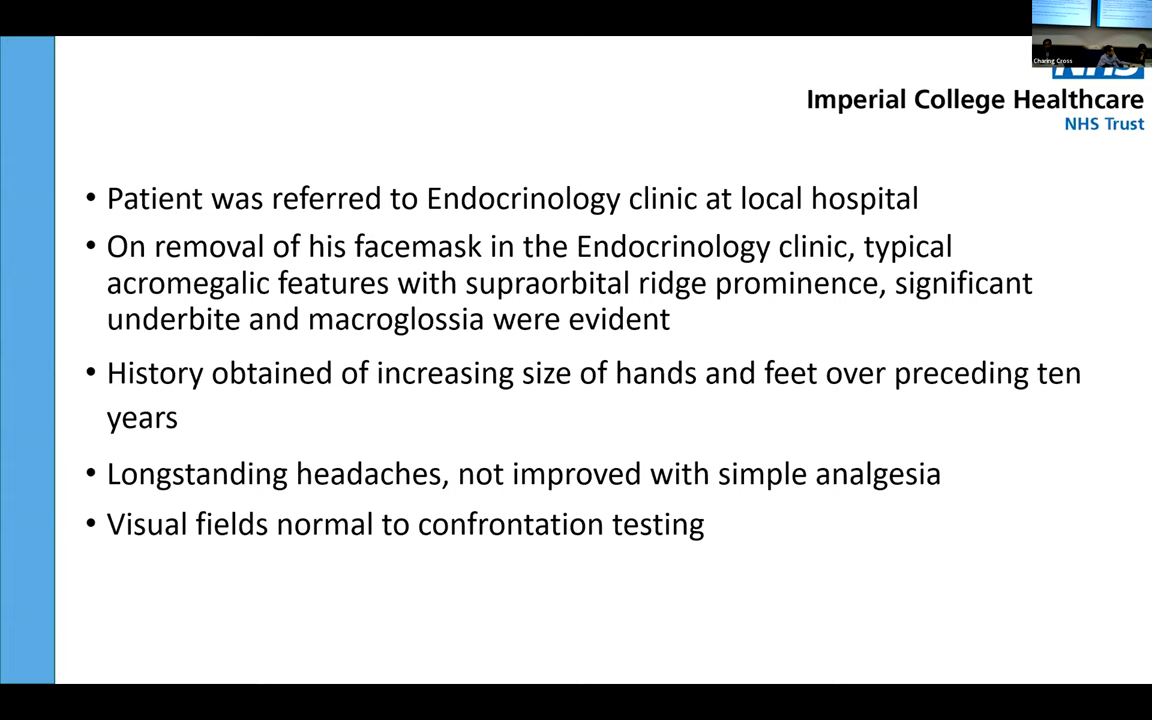 Charing Cross
NHS
Imperial College Healthcare
NHS Trust
• Patient was referred to Endocrinology clinic at local hospital
• On removal of his facemask in the Endocrinology clinic, typical
acromegalic features with supraorbital ridge prominence, significant
underbite and macroglossia were evident
• History obtained of increasing size of hands and feet over preceding ten
years
• Longstanding headaches, not improved with simple analgesia
• Visual fields normal to confrontation testing